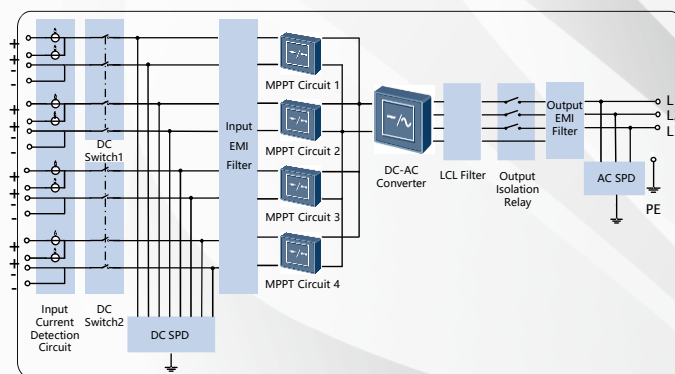 +
+
-
-
+
+
-
-
+
+
-
-
+
+
-
-
DC
Switch1
Input
Current
Detection
Circuit
DC
Switch2
DC SPD
Input
EMI
Filter
MPPT Circuit 1
MPPT Circuit 2
MPPT Circuit 3
MPPT Circuit 4
DC-AC
Converter
LCL Filter
Output
Isolation
Relay
Output
EMI
Filter
AC SPD
L
L
L
PE